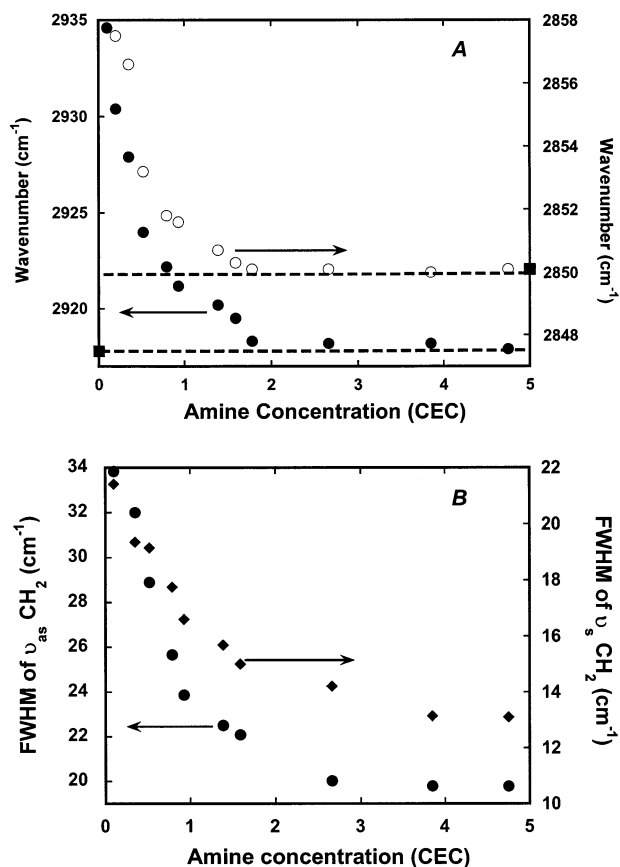 A
2935
2930
2925
2920
2858
2856
2854
2852
2850
2848
Wavenumber (cm-1)
Wavenumber (cm-1)
0 1 2 3 4 5
Amine Concentration (CEC)
B
34
32
30
28
26
24
22
20
22
20
18
16
14
12
10
FWHM of υas CH2 (cm-1)
FWHM of υs CH2 (cm-1)
0 1 2 3 4 5
Amine concentration (CEC)